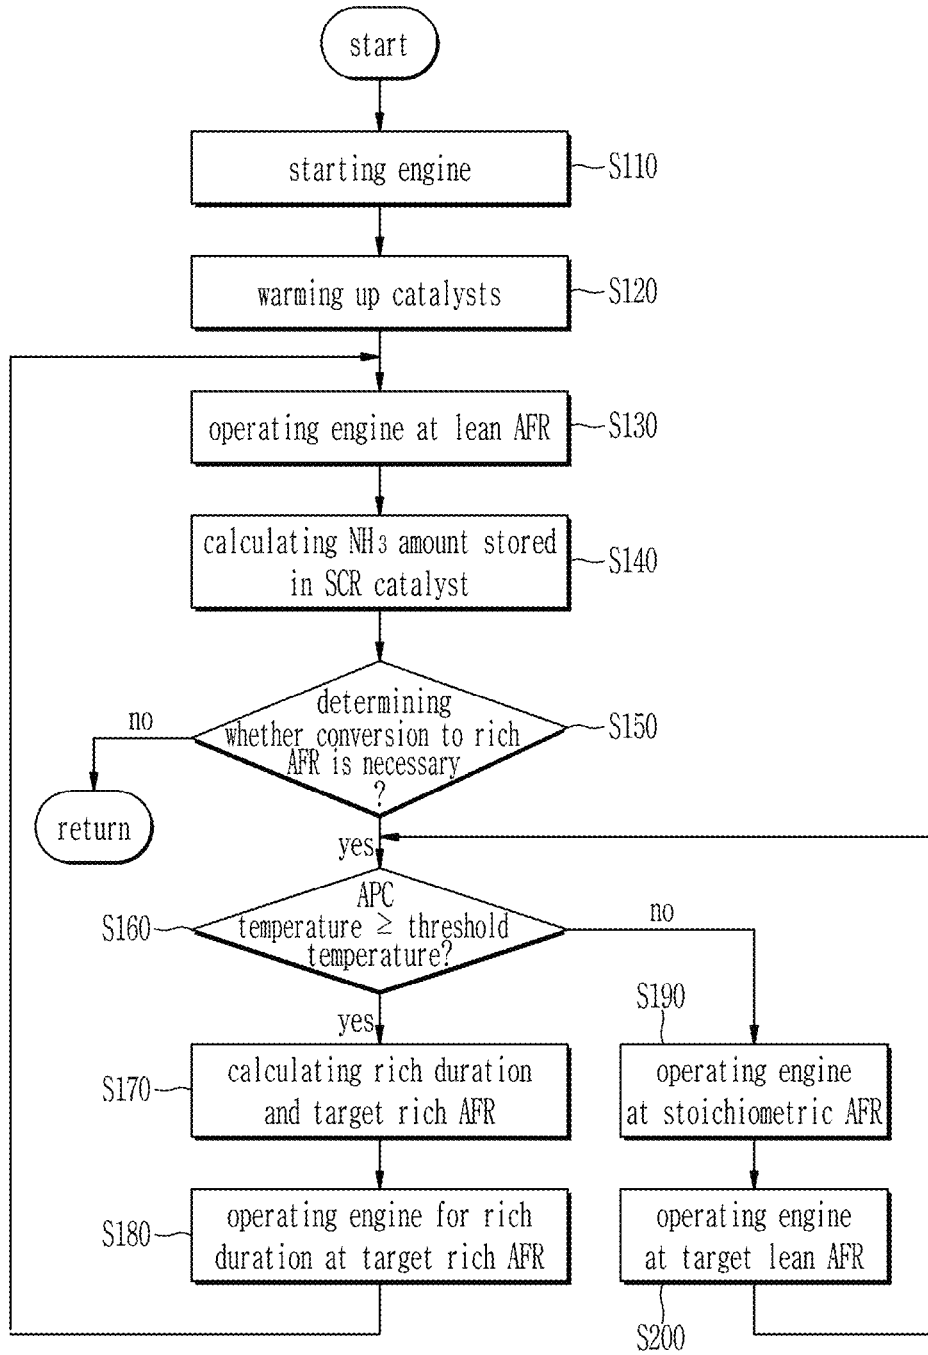 start
starting engine
S110
warming up catalysts
S120
operating engine at lean AFR
S130
calculating NH3 amount stored
in SCR catalyst
S140
determining
whether conversion to rich
AFR is necessary
?
S150
no
return
yes
APC
temperature ≥ threshold
temperature?
S160
no
yes
S190
calculating rich duration
and target rich AFR
S170
operating engine
at stoichiometric AFR
operating engine for rich
duration at target rich AFR
S180
operating engine
at target lean AFR
S200